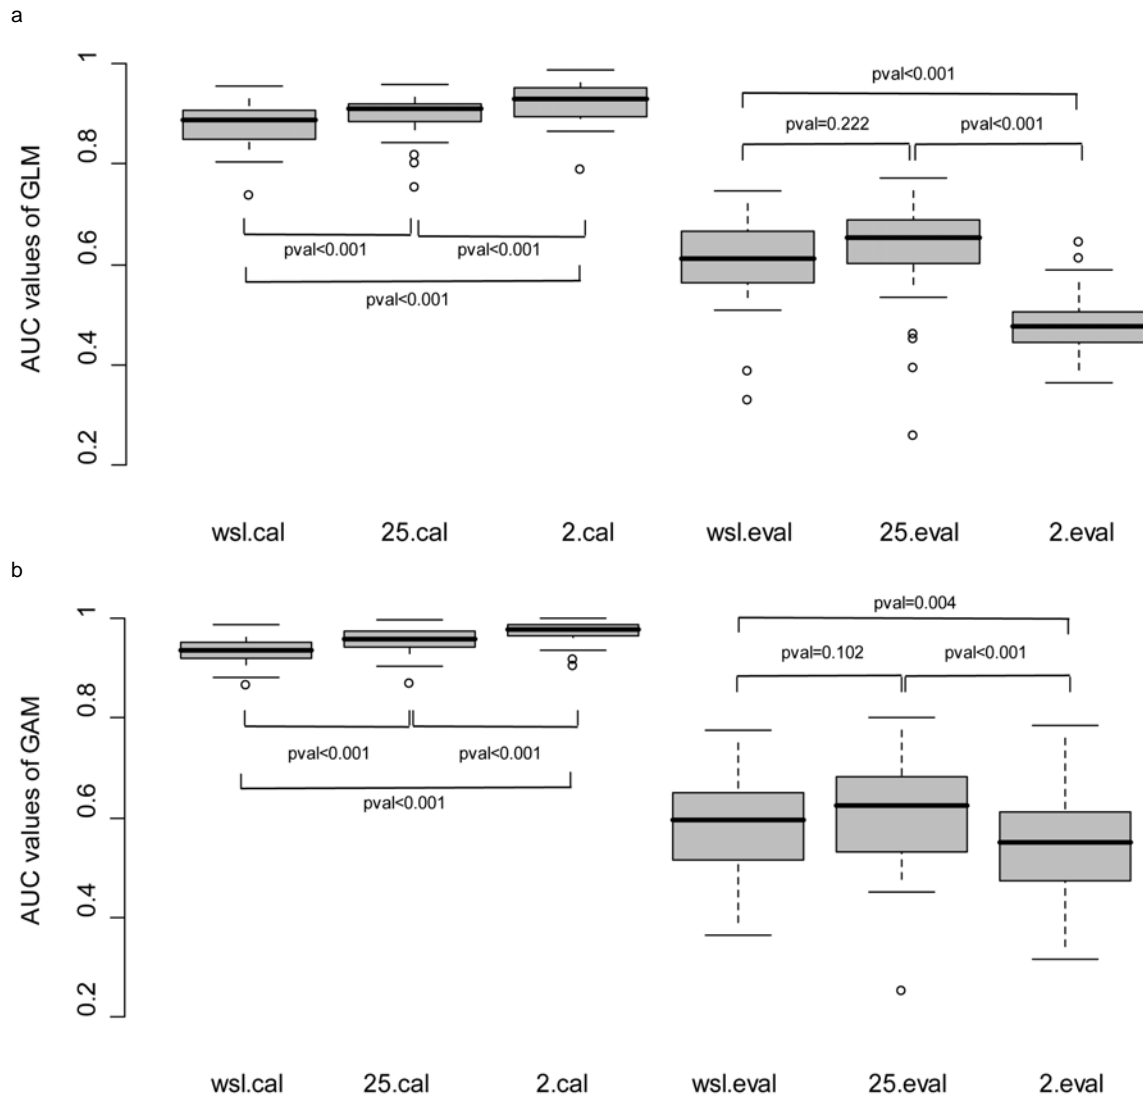 a
AUC values of GLM
1
0.8
0.6
0.4
0.2
pval<0.001
pval=0.222
pval<0.001
pval<0.001
pval<0.001
pval<0.001
wsl.cal
25.cal
2.cal
wsl.eval
25.eval
2.eval
b
AUC values of GAM
1
0.8
0.6
0.4
0.2
pval=0.004
pval=0.102
pval<0.001
pval<0.001
pval<0.001
pval<0.001
wsl.cal
25.cal
2.cal
wsl.eval
25.eval
2.eval